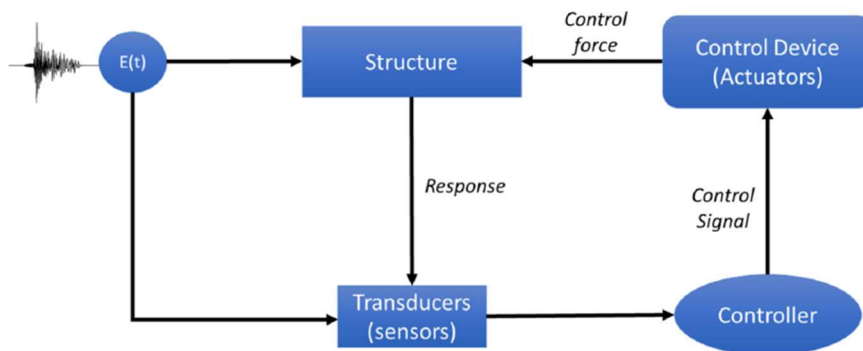 E(t)
Structure
Control
force
Control Device
(Actuators)
Response
Control
Signal
Transducers
(sensors)
Controller